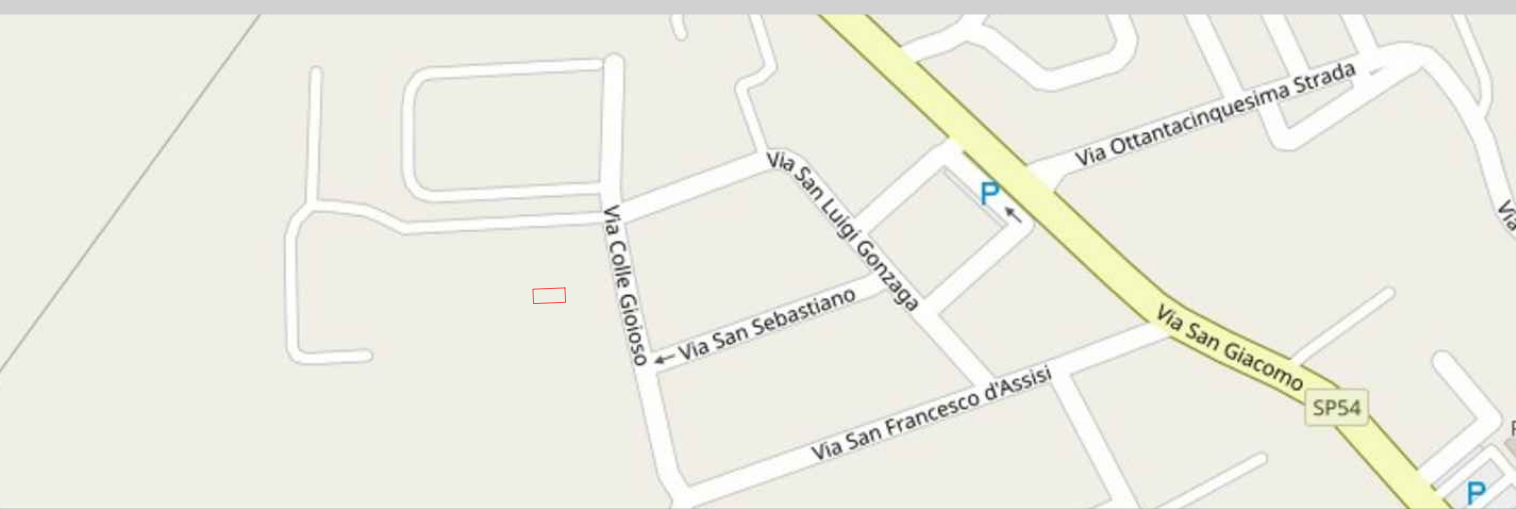 Via Ottantacinquesima Strada
Via San Luigi Gonzaga
P
Via Colle Gioioso
Via San Sebastiano
Via San Giacomo
Via San Francesco d'Assisi
SP54
Via
P